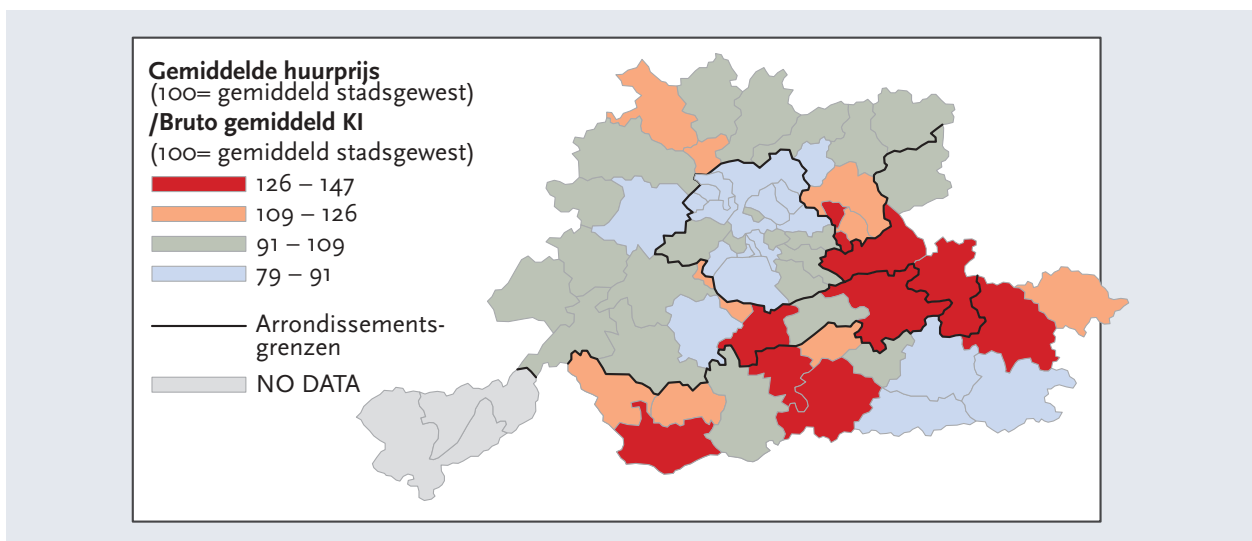 Gemiddelde huurprijs
(100= gemiddeld stadsgewest)
/Bruto gemiddeld KI
(100= gemiddeld stadsgewest)
126 – 147
109 – 126
91 – 109
79 – 91
Arrondissements-
grenzen
NO DATA